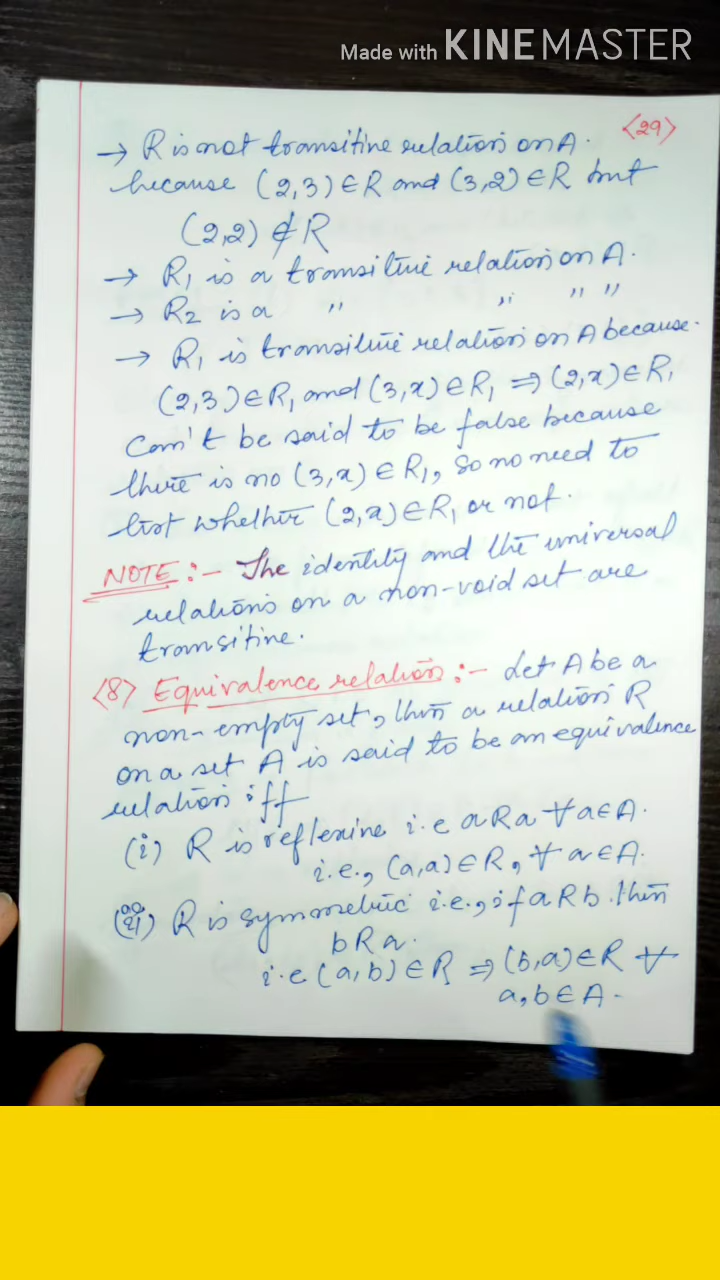 Made with KINEMASTER
<29>
→ R is not transitive relation on A.
because (2,3) ∈ R and (3,2) ∈ R but
(2,2) ∉ R
→ R₁ is a transitive relation on A.
→ R₂ is a " " " "
→ R₁ is transitive relation on A because.
(2,3) ∈ R₁ and (3,x) ∈ R₁ ⇒ (2,x) ∈ R₁
Can't be said to be false because
there is no (3,x) ∈ R₁, so no need to
test whether (2,x) ∈ R₁ or not.
NOTE :- The identity and the universal
relations on a non-void set are
transitive.
<8> Equivalence relation :- Let A be a
non-empty set, then a relation R
on a set A is said to be an equivalence
relation iff
(i) R is reflexive i.e aRa ∀ a∈A.
i.e., (a,a) ∈ R, ∀ a∈A.
(ii) R is symmetric i.e., if aRb then
bRa.
i.e (a,b) ∈ R ⇒ (b,a) ∈ R ∀
a,b ∈ A.